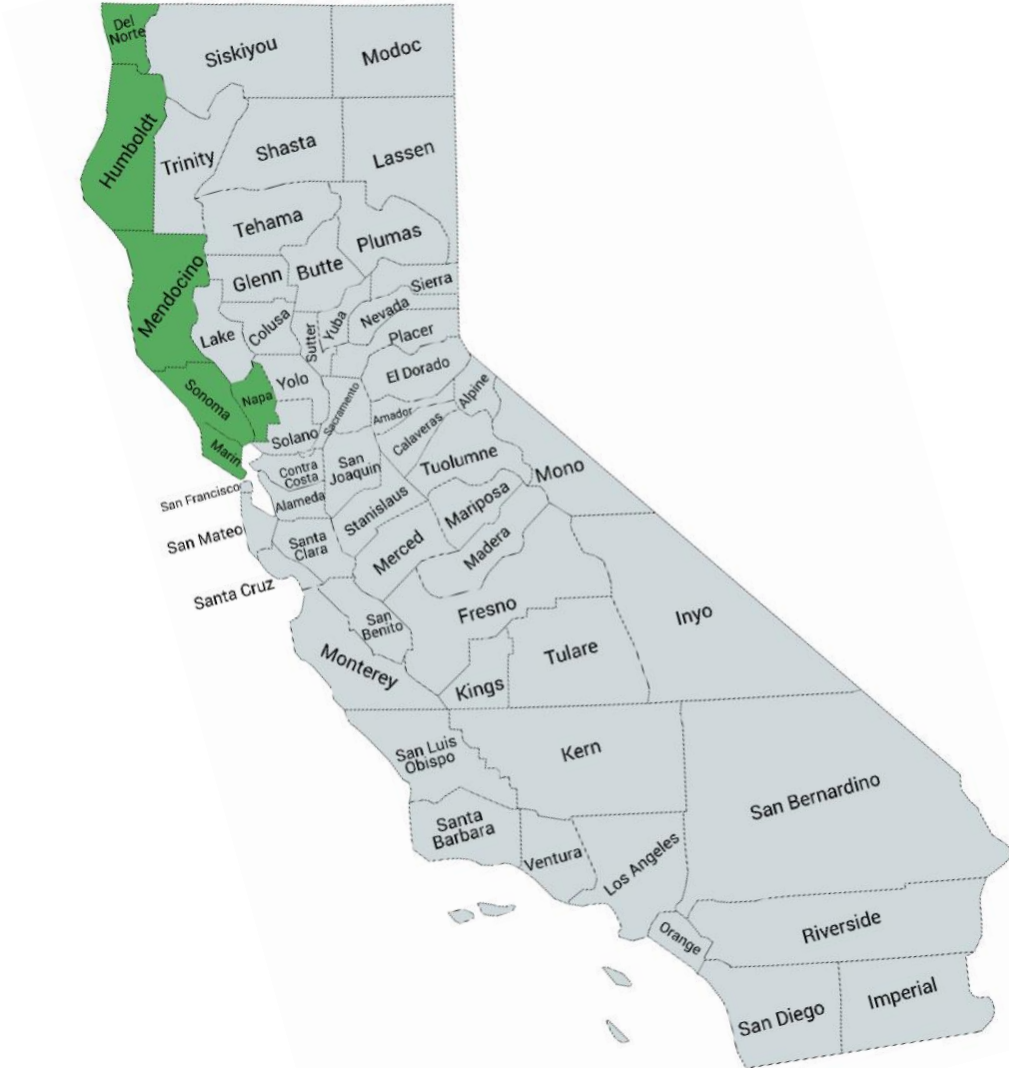 Del
Norte
Siskiyou
Modoc
Humboldt
Trinity
Shasta
Lassen
Tehama
Plumas
Mendocino
Glenn
Butte
Sierra
Lake
Colusa
Sutter
Yuba
Nevada
Placer
Sonoma
Napa
Yolo
Sacramento
El Dorado
Alpine
Amador
Marin
Solano
Calaveras
Contra
Costa
San
Joaquin
Tuolumne
Mono
San Francisco
Alameda
Stanislaus
Mariposa
San Mateo
Santa
Clara
Merced
Madera
Santa Cruz
San
Benito
Fresno
Inyo
Monterey
Kings
Tulare
San Luis
Obispo
Kern
San Bernardino
Santa
Barbara
Ventura
Los Angeles
Orange
Riverside
San Diego
Imperial